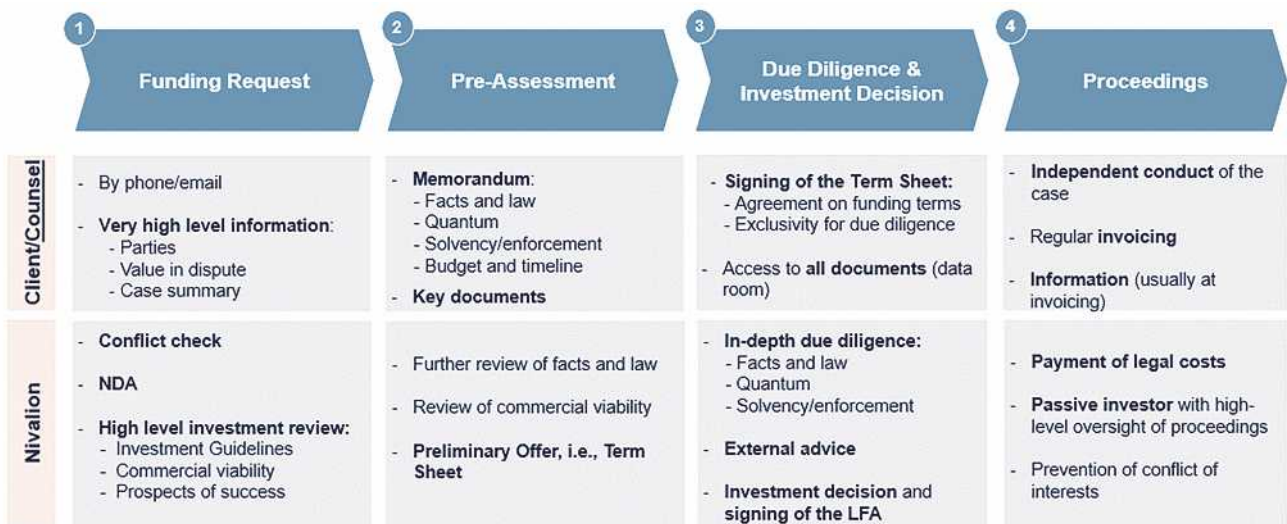 1
Funding Request
2
Pre-Assessment
3
Due Diligence &
Investment Decision
4
Proceedings
Client/Counsel
- By phone/email
- Very high level information:
- Parties
- Value in dispute
- Case summary
- Memorandum:
- Facts and law
- Quantum
- Solvency/enforcement
- Budget and timeline
- Key documents
- Signing of the Term Sheet:
- Agreement on funding terms
- Exclusivity for due diligence
- Access to all documents (data
room)
- Independent conduct of the
case
- Regular invoicing
- Information (usually at
invoicing)
Nivalion
- Conflict check
- NDA
- High level investment review:
- Investment Guidelines
- Commercial viability
- Prospects of success
- Further review of facts and law
- Review of commercial viability
- Preliminary Offer, i.e., Term
Sheet
- In-depth due diligence:
- Facts and law
- Quantum
- Solvency/enforcement
- External advice
- Investment decision and
signing of the LFA
- Payment of legal costs
- Passive investor with high-
level oversight of proceedings
- Prevention of conflict of
interests